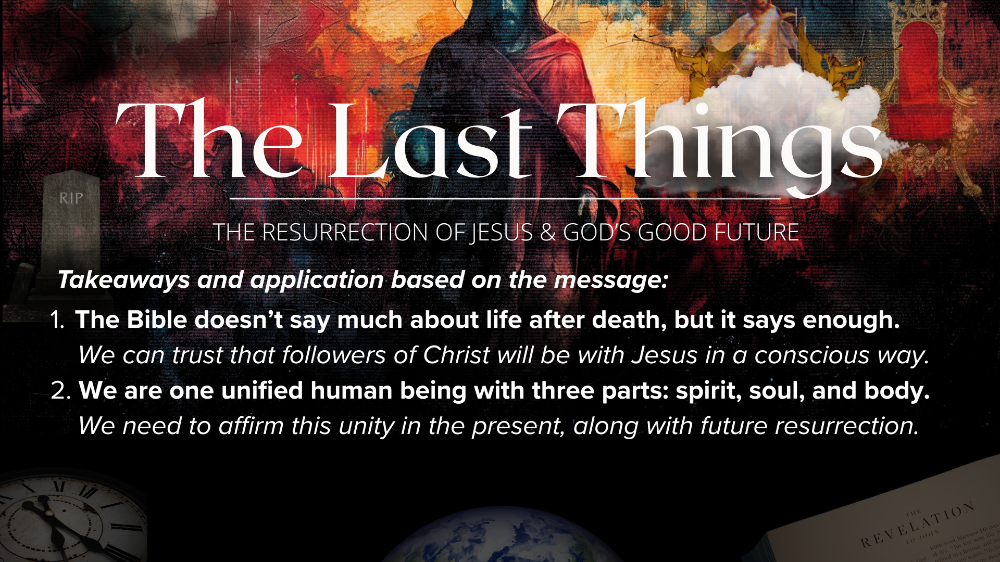 The Last Things
RIP
THE RESURRECTION OF JESUS & GOD'S GOOD FUTURE
Takeaways and application based on the message:
1. The Bible doesn’t say much about life after death, but it says enough.
We can trust that followers of Christ will be with Jesus in a conscious way.
2. We are one unified human being with three parts: spirit, soul, and body.
We need to affirm this unity in the present, along with future resurrection.
THE
REVELATION
TO JOHN